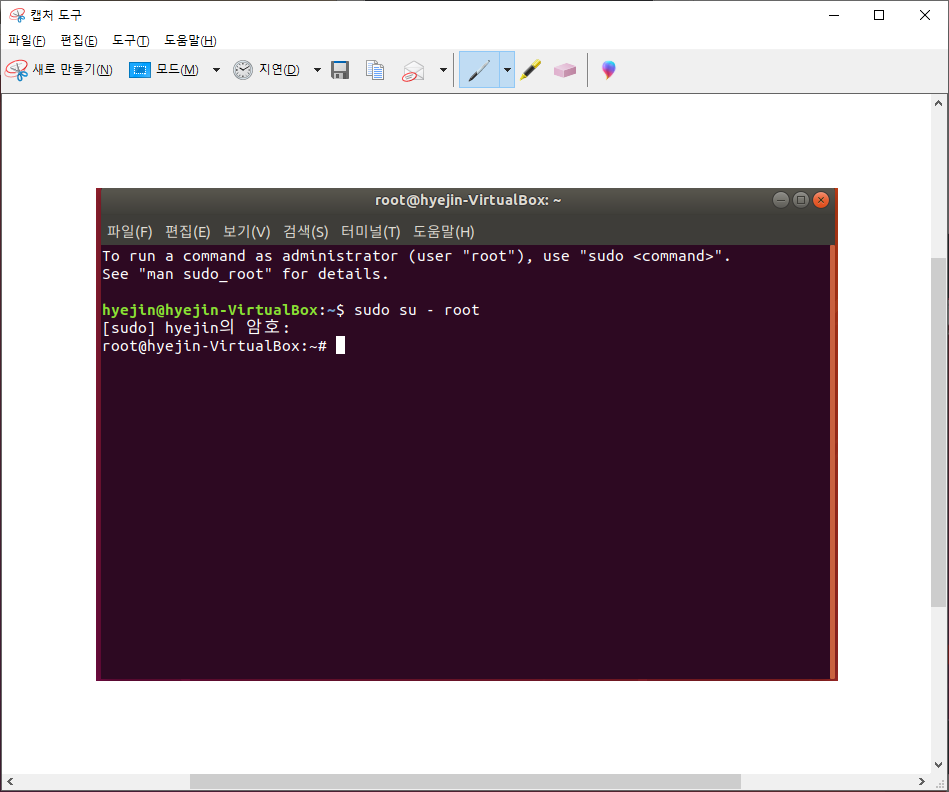 캡처 도구
파일(F) 편집(E) 도구(T) 도움말(H)
새로 만들기(N) 모드(M) 지연(D)
root@hyejin-VirtualBox: ~
파일(F) 편집(E) 보기(V) 검색(S) 터미널(T) 도움말(H)
To run a command as administrator (user "root"), use "sudo <command>".
See "man sudo_root" for details.
hyejin@hyejin-VirtualBox:~$ sudo su - root
[sudo] hyejin의 암호:
root@hyejin-VirtualBox:~#